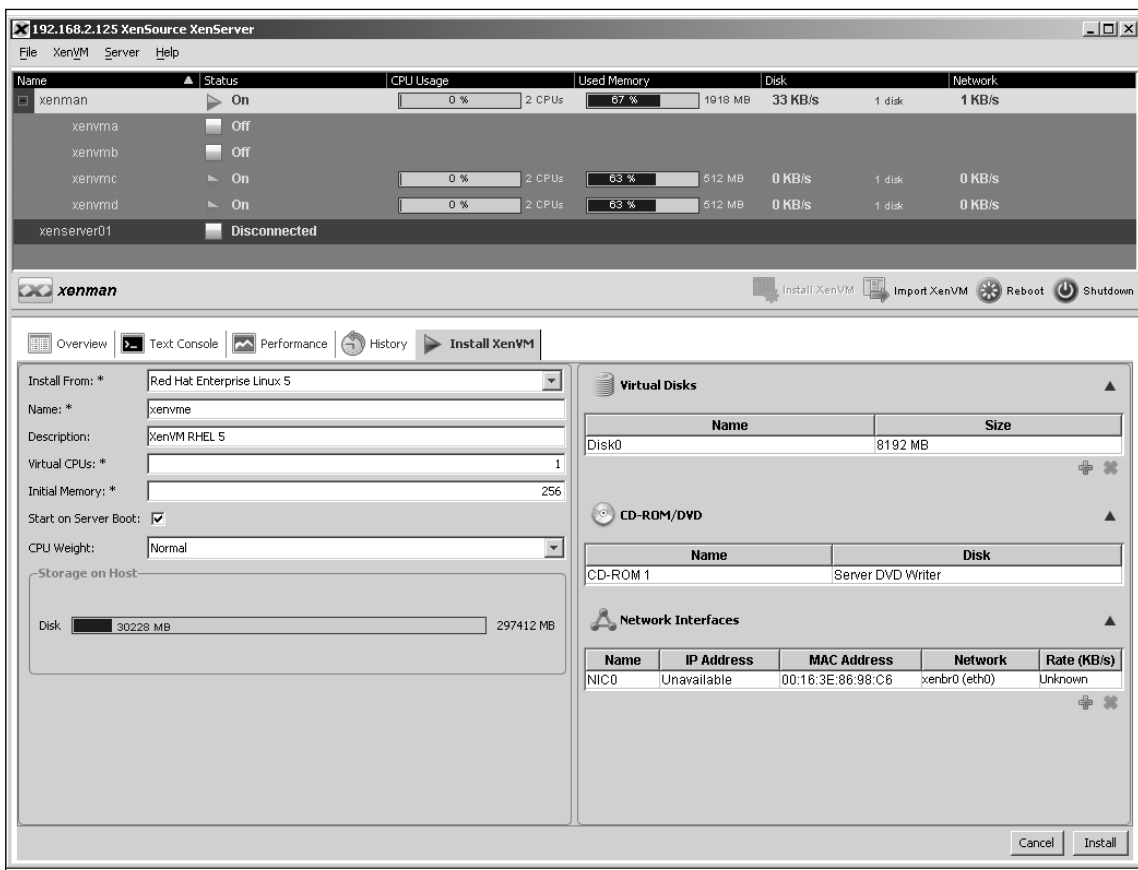 192.168.2.125 XenSource XenServer
File XenVM Server Help
Name Status CPU Usage Used Memory Disk Network
xenman On 0 % 2 CPUs 67 % 1918 MB 33 KB/s 1 disk 1 KB/s
xenvma Off
xenvmb Off
xenvmc On 0 % 2 CPUs 63 % 512 MB 0 KB/s 1 disk 0 KB/s
xenvmd On 0 % 2 CPUs 63 % 512 MB 0 KB/s 1 disk 0 KB/s
xenserver01 Disconnected
xenman Install XenVM Import XenVM Reboot Shutdown
Overview Text Console Performance History Install XenVM
Install From: * Red Hat Enterprise Linux 5
Name: * xenvme
Description: XenVM RHEL 5
Virtual CPUs: * 1
Initial Memory: * 256
Start on Server Boot:
CPU Weight: Normal
Storage on Host
Disk 30228 MB 297412 MB
Virtual Disks
Name Size
Disk0 8192 MB
CD-ROM/DVD
Name Disk
CD-ROM 1 Server DVD Writer
Network Interfaces
Name IP Address MAC Address Network Rate (KB/s)
NIC0 Unavailable 00:16:3E:86:98:C6 xenbr0 (eth0) Unknown
Cancel Install